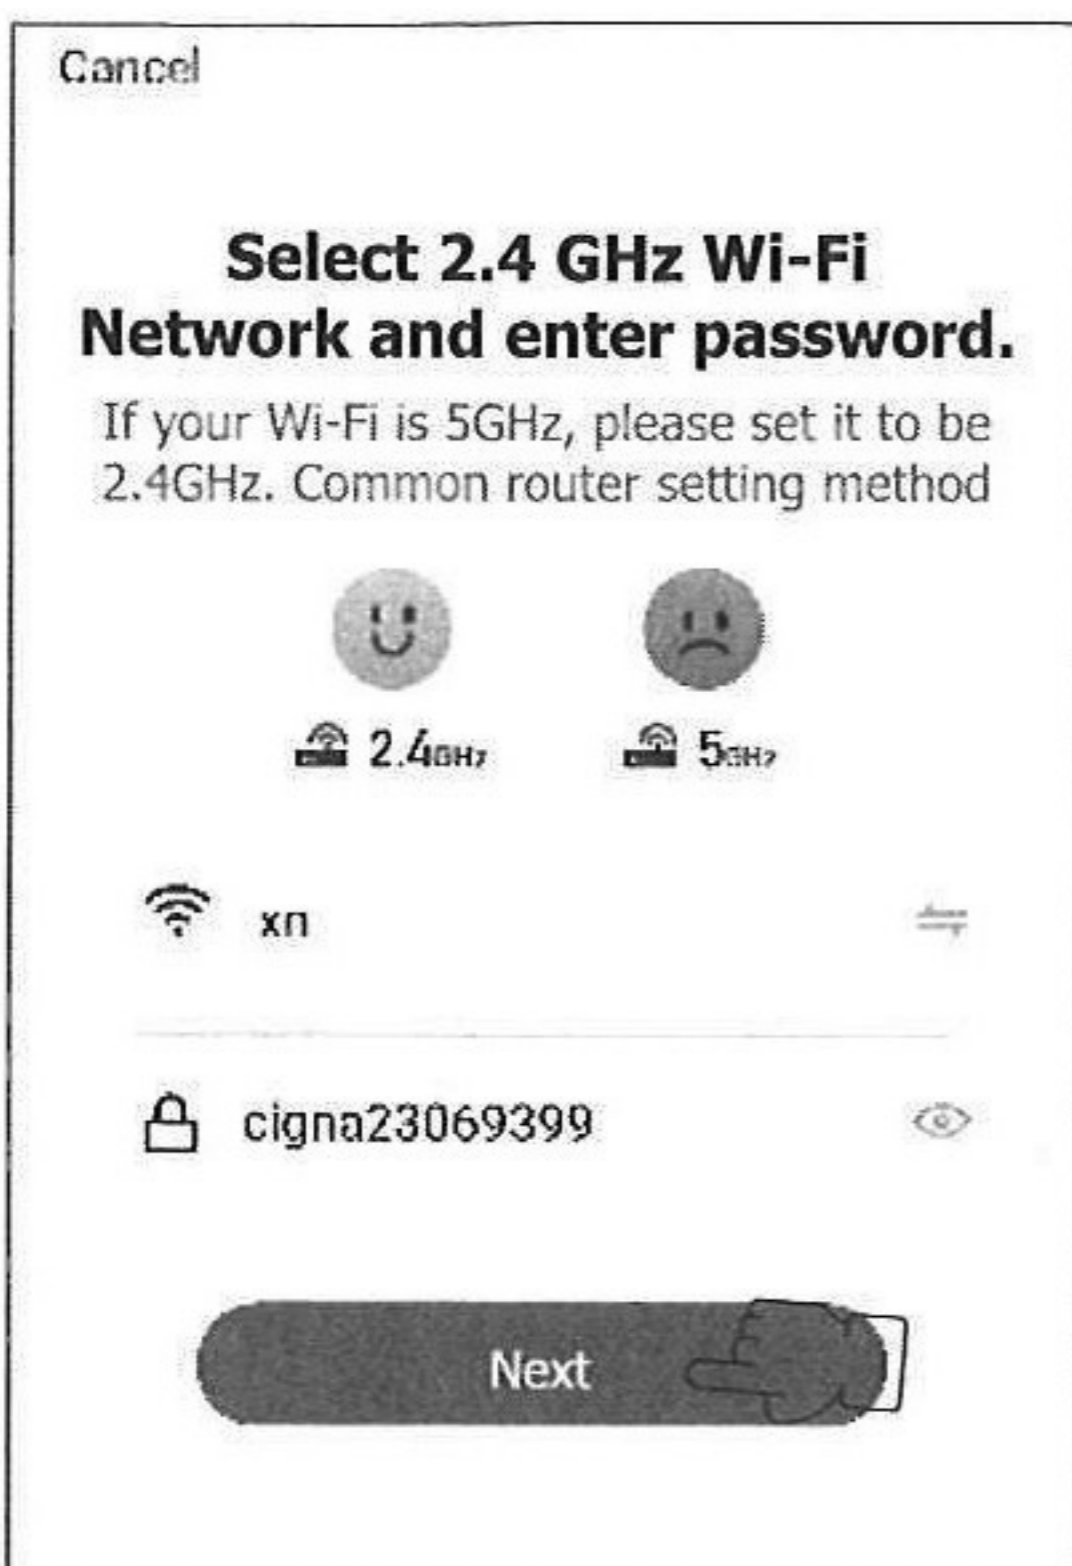 Cancel
Select 2.4 GHz Wi-Fi
Network and enter password.
If your Wi-Fi is 5GHz, please set it to be
2.4GHz. Common router setting method
2.4GHz
5GHz
xn
cigna23069399
Next